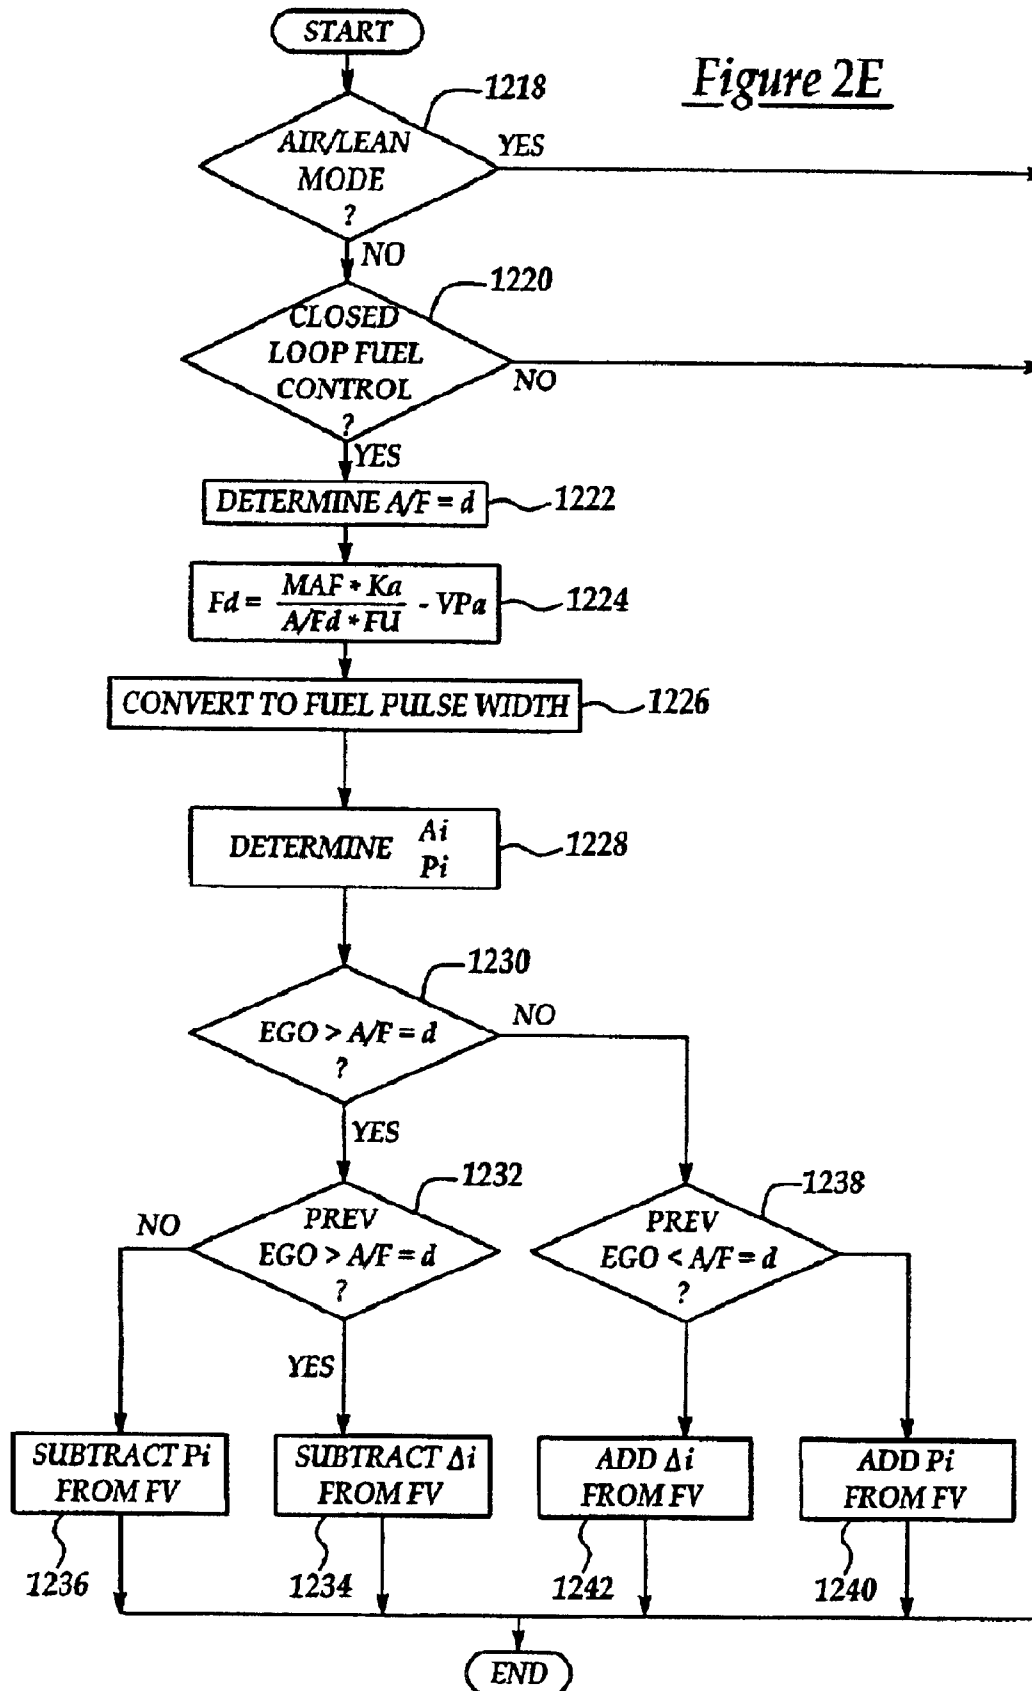 START
Figure 2E
1218
AIR/LEAN
MODE
?
YES
NO
1220
CLOSED
LOOP FUEL
CONTROL
?
NO
YES
DETERMINE A/F = d
1222
Fd = MAF * Ka / A/Fd * FU - VPa
1224
CONVERT TO FUEL PULSE WIDTH
1226
DETERMINE Ai
Pi
1228
1230
EGO > A/F = d
?
NO
YES
1232
PREV
EGO > A/F = d
?
NO
YES
1238
PREV
EGO < A/F = d
?
SUBTRACT Pi
FROM FV
1236
SUBTRACT Δi
FROM FV
1234
ADD Δi
FROM FV
1242
ADD Pi
FROM FV
1240
END